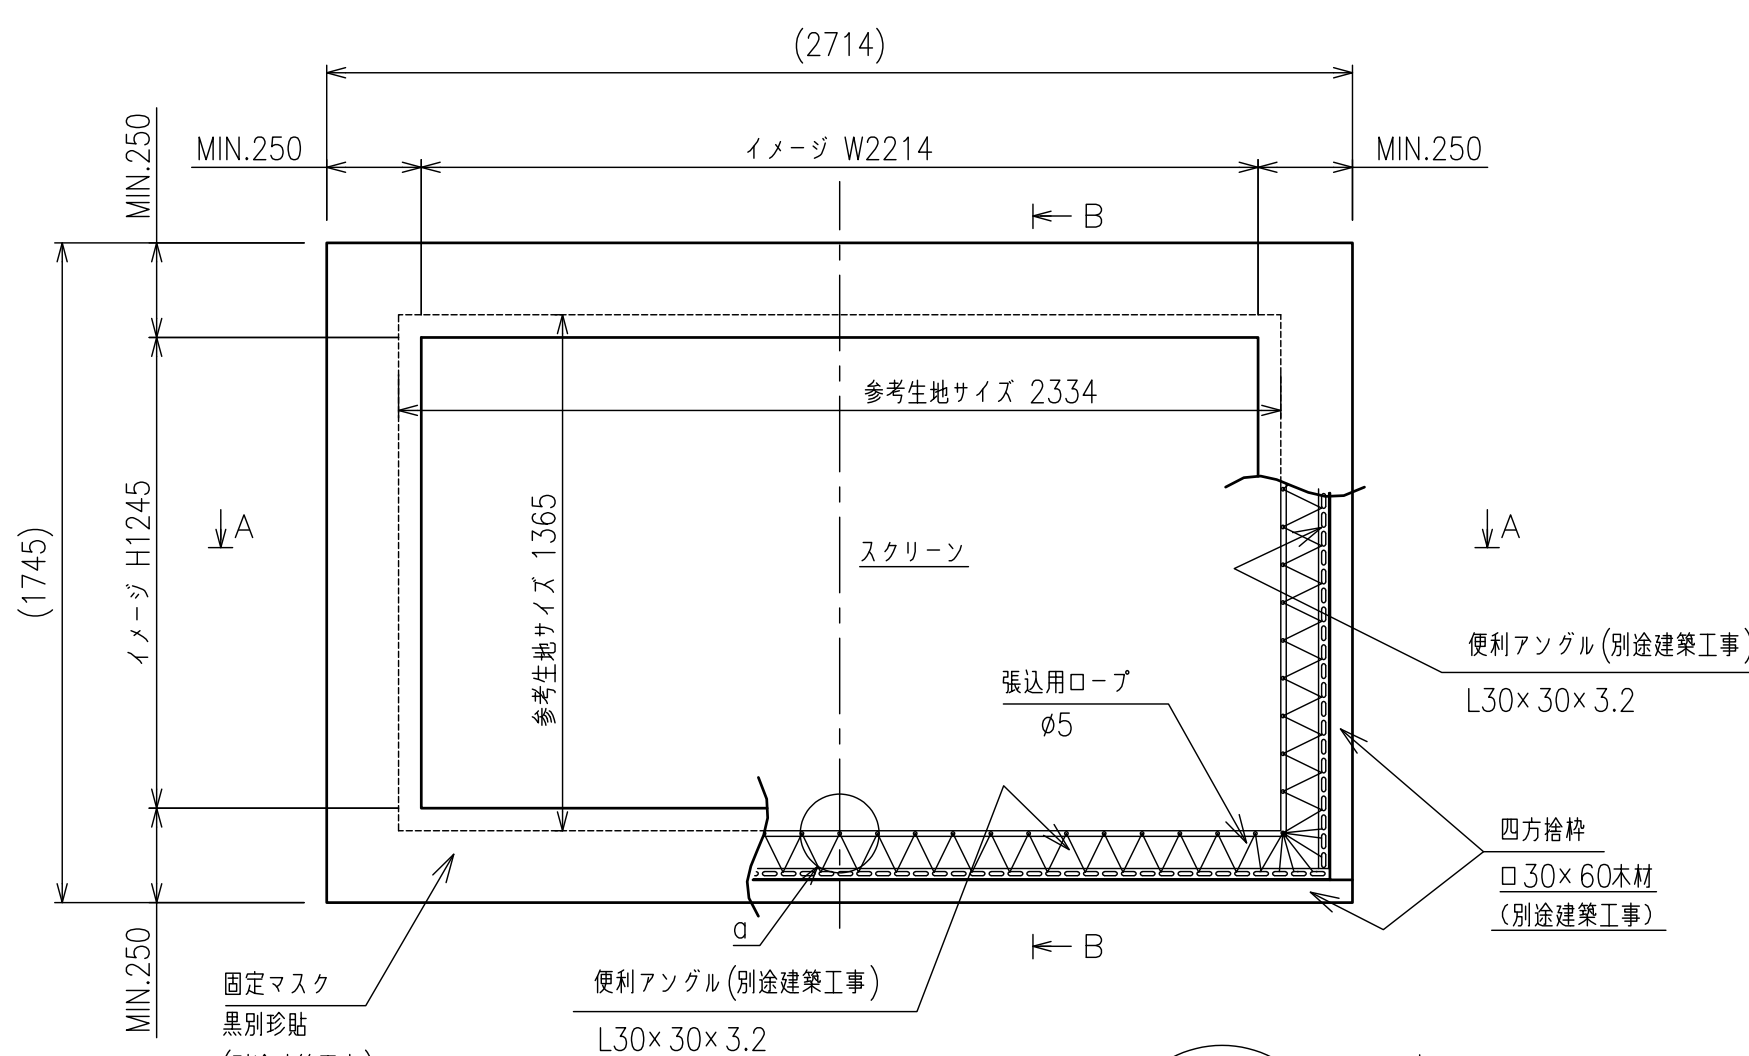 (2714)
MIN.250
イメージ W2214
MIN.250
MIN.250
B
参考生地サイズ 2334
A
A
イメージ H1245
(1745)
参考生地サイズ 1365
スクリーン
便利アングル(別途建築工事)
L30×30×3.2
張込用ロープ
φ5
四方捨枠
ロ30×60木材
(別途建築工事)
a
B
MIN.250
固定マスク
黒別珍貼
便利アングル(別途建築工事)
L30×30×3.2